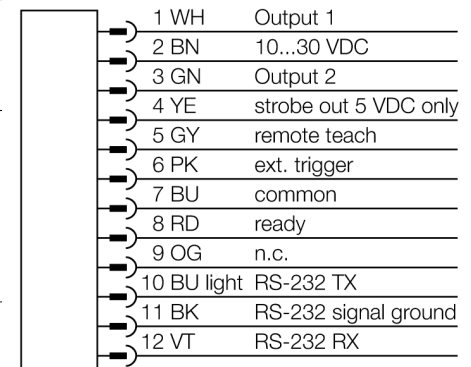 1 WH Output 1
2 BN 10...30 VDC
3 GN Output 2
4 YE strobe out 5 VDC only
5 GY remote teach
6 PK ext. trigger
7 BU common
8 RD ready
9 OG n.c.
10 BU light RS-232 TX
11 BK RS-232 signal ground
12 VT RS-232 RX